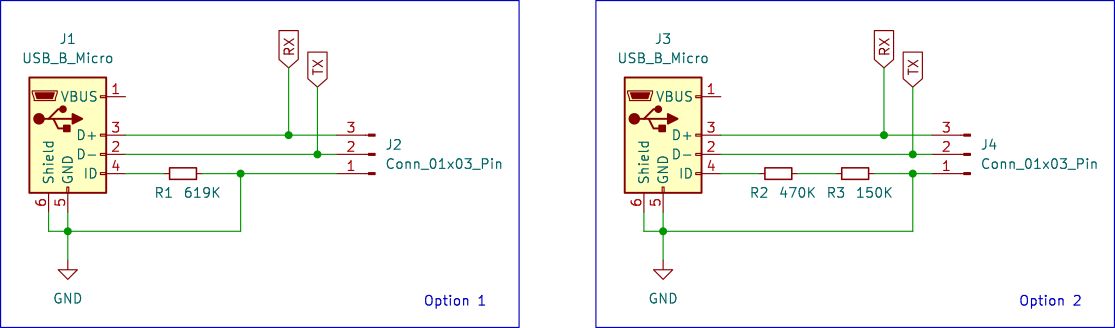 J1
USB_B_Micro
RX
TX
VBUS 1
D+ 3
D- 2
ID 4
Shield
GND
6
5
R1 619K
3
2
1
J2
Conn_01x03_Pin
GND
Option 1
J3
USB_B_Micro
RX
TX
VBUS 1
D+ 3
D- 2
ID 4
Shield
GND
6
5
R2 470K
R3 150K
3
2
1
J4
Conn_01x03_Pin
GND
Option 2